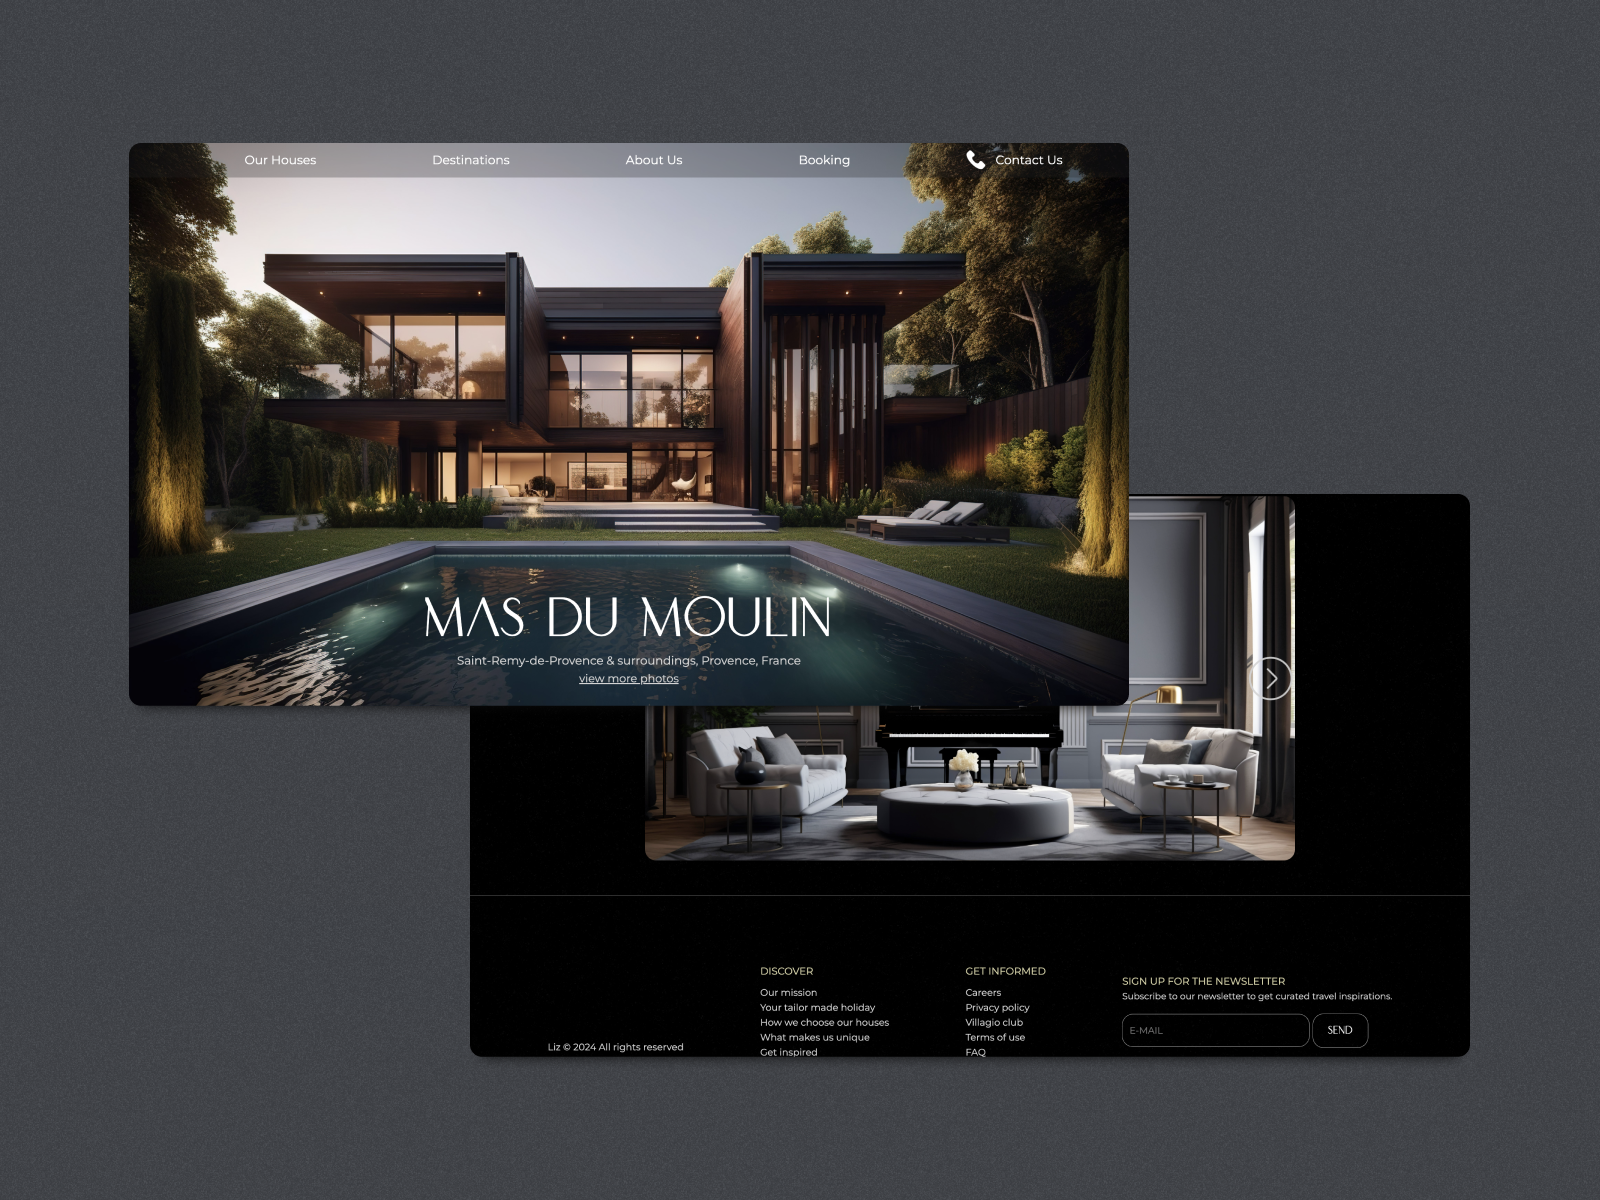 Our Houses
Destinations
About Us
Booking
Contact Us
MAS DU MOULIN
Saint-Remy-de-Provence & surroundings, Provence, France
view more photos
DISCOVER
Our mission
Your tailor made holiday
How we choose our houses
What makes us unique
Get inspired
GET INFORMED
Careers
Privacy policy
Villagio club
Terms of use
FAQ
SIGN UP FOR THE NEWSLETTER
Subscribe to our newsletter to get curated travel inspirations.
E-MAIL
SEND
Liz © 2024 All rights reserved